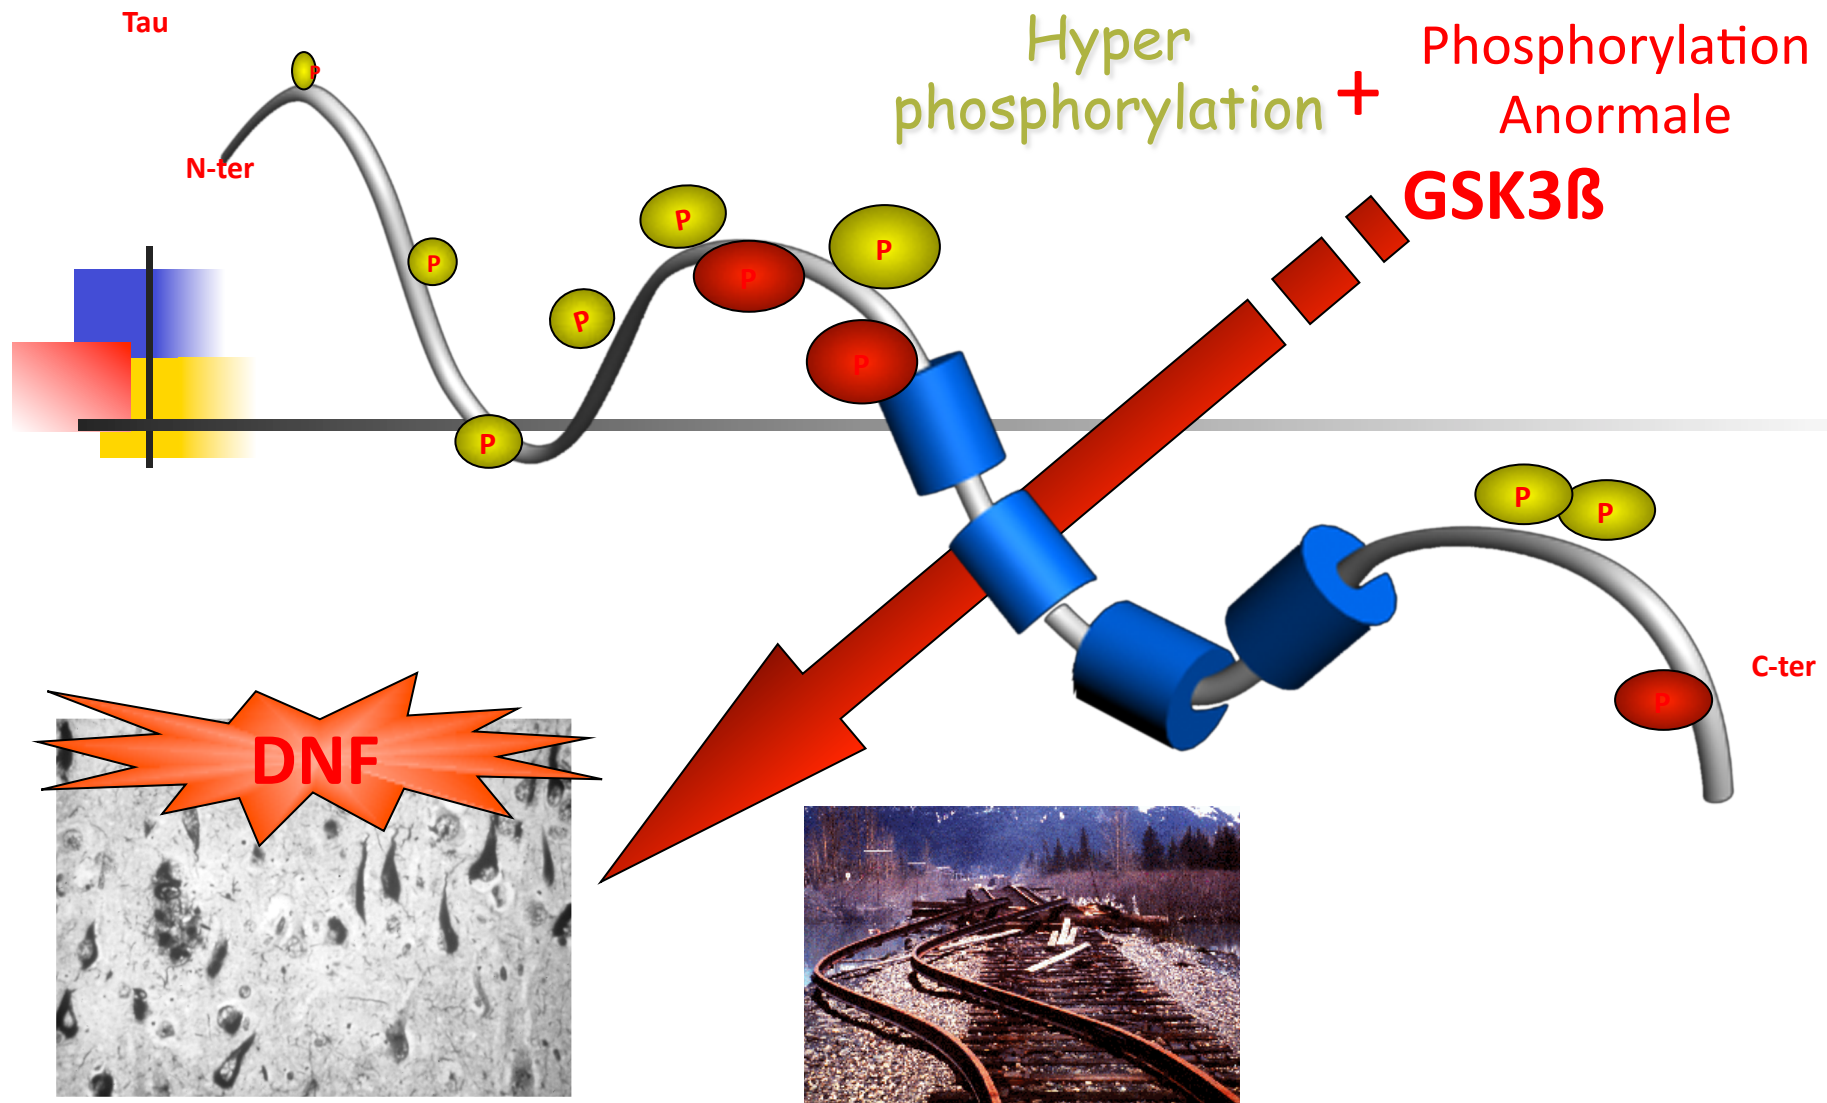 Tau
Hyper
phosphorylation
+
Phosphorylation
Anormale
GSK3ß
N-ter
P
P
P
P
P
P
P
P
P
P
P
P
C-ter
DNF